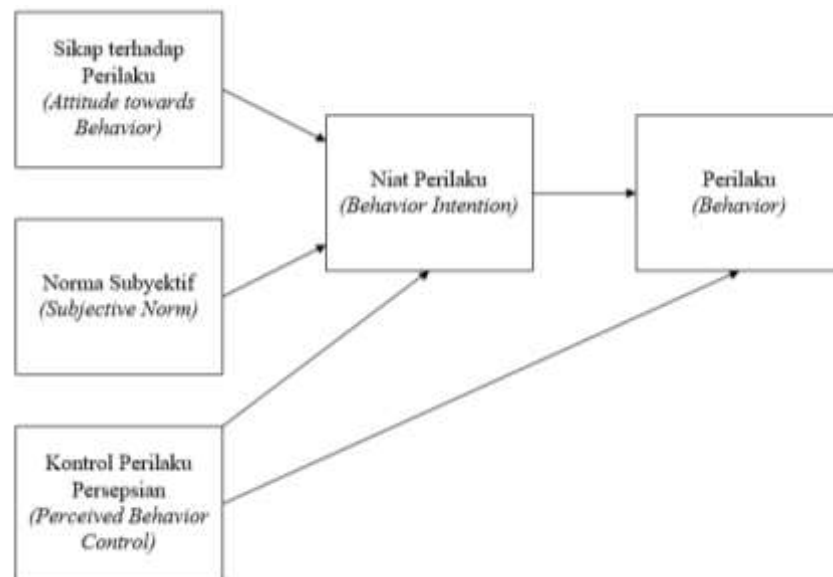 Sikap terhadap
Perilaku
(Attitude towards
Behavior)
Norma Subyektif
(Subjective Norm)
Kontrol Perilaku
Persepsian
(Perceived Behavior
Control)
Niat Perilaku
(Behavior Intention)
Perilaku
(Behavior)